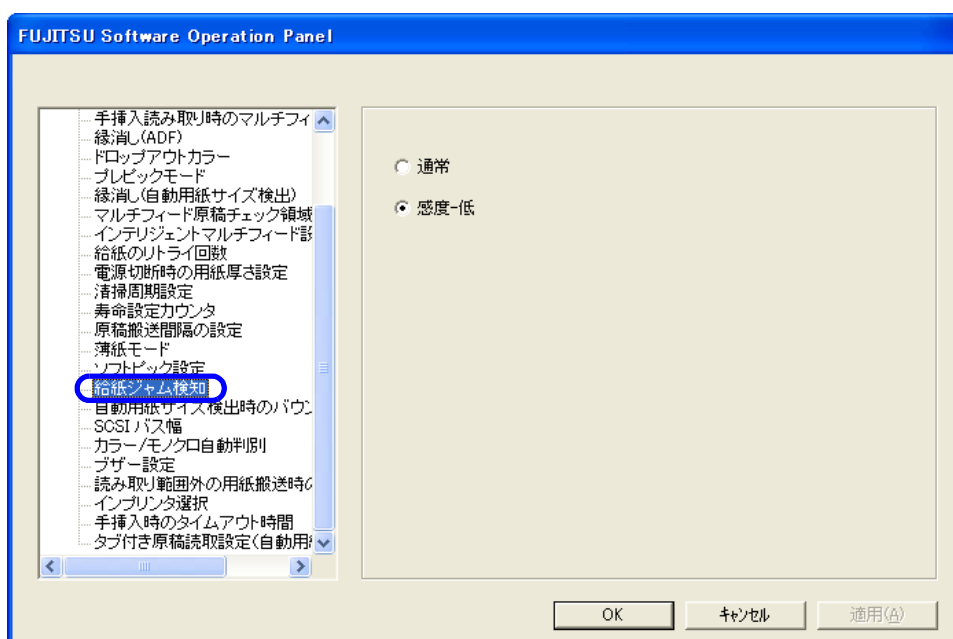 FUJITSU Software Operation Panel
手挿入読み取り時のマルチフィ
縁消し(ADF)
ドロップアウトカラー
プレピックモード
縁消し(自動用紙サイズ検出)
マルチフィード原稿チェック領域
インテリジェントマルチフィード設
給紙のリトライ回数
電源切断時の用紙厚さ設定
清掃周期設定
寿命設定カウンタ
原稿搬送間隔の設定
薄紙モード
ソフトピック設定
給紙ジャム検知
自動用紙サイズ検出時のバウン
SCSI バス幅
カラー/モノクロ自動判別
ブザー設定
読み取り範囲外の用紙搬送時の
インプリンタ選択
手挿入時のタイムアウト時間
タブ付き原稿読取設定(自動用
通常
感度-低
OK
キャンセル
適用(A)